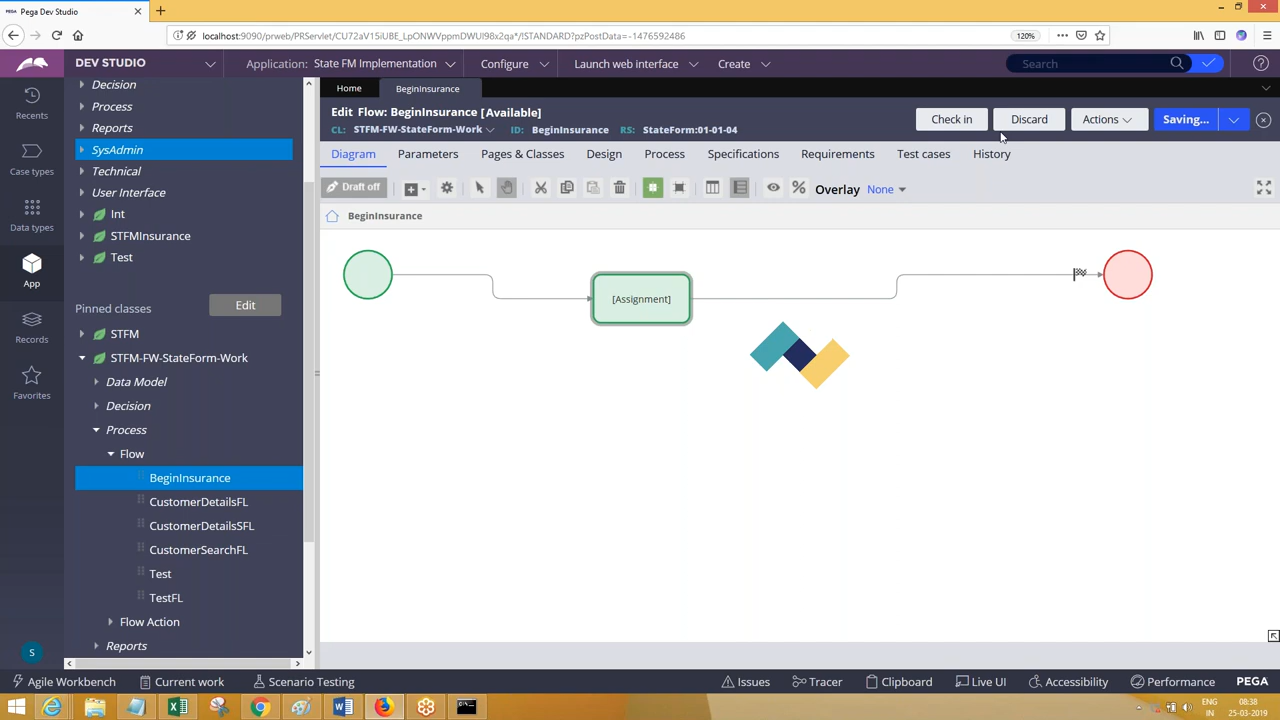 Pega Dev Studio
localhost:9090/prweb/PRServlet/CU72aV15iUBE_LpONWVppmDWUl98x2qa*/!STANDARD?pzPostData=-1476592486
120%
DEV STUDIO
Application: State FM Implementation
Configure
Launch web interface
Create
Search
Recents
Case types
Data types
App
Records
Favorites
S
Decision
Process
Reports
SysAdmin
Technical
User Interface
Int
STFMInsurance
Test
Pinned classes
Edit
STFM
STFM-FW-StateForm-Work
Data Model
Decision
Process
Flow
BeginInsurance
CustomerDetailsFL
CustomerDetailsSFL
CustomerSearchFL
Test
TestFL
Flow Action
Reports
Home
BeginInsurance
Edit Flow: BeginInsurance [Available]
CL: STFM-FW-StateForm-Work
ID: BeginInsurance
RS: StateForm:01-01-04
Check in
Discard
Actions
Saving...
Diagram
Parameters
Pages & Classes
Design
Process
Specifications
Requirements
Test cases
History
Draft off
Overlay None
BeginInsurance
[Assignment]
Agile Workbench
Current work
Scenario Testing
Issues
Tracer
Clipboard
Live UI
Accessibility
Performance
PEGA
ENG
IN
08:38
25-03-2019